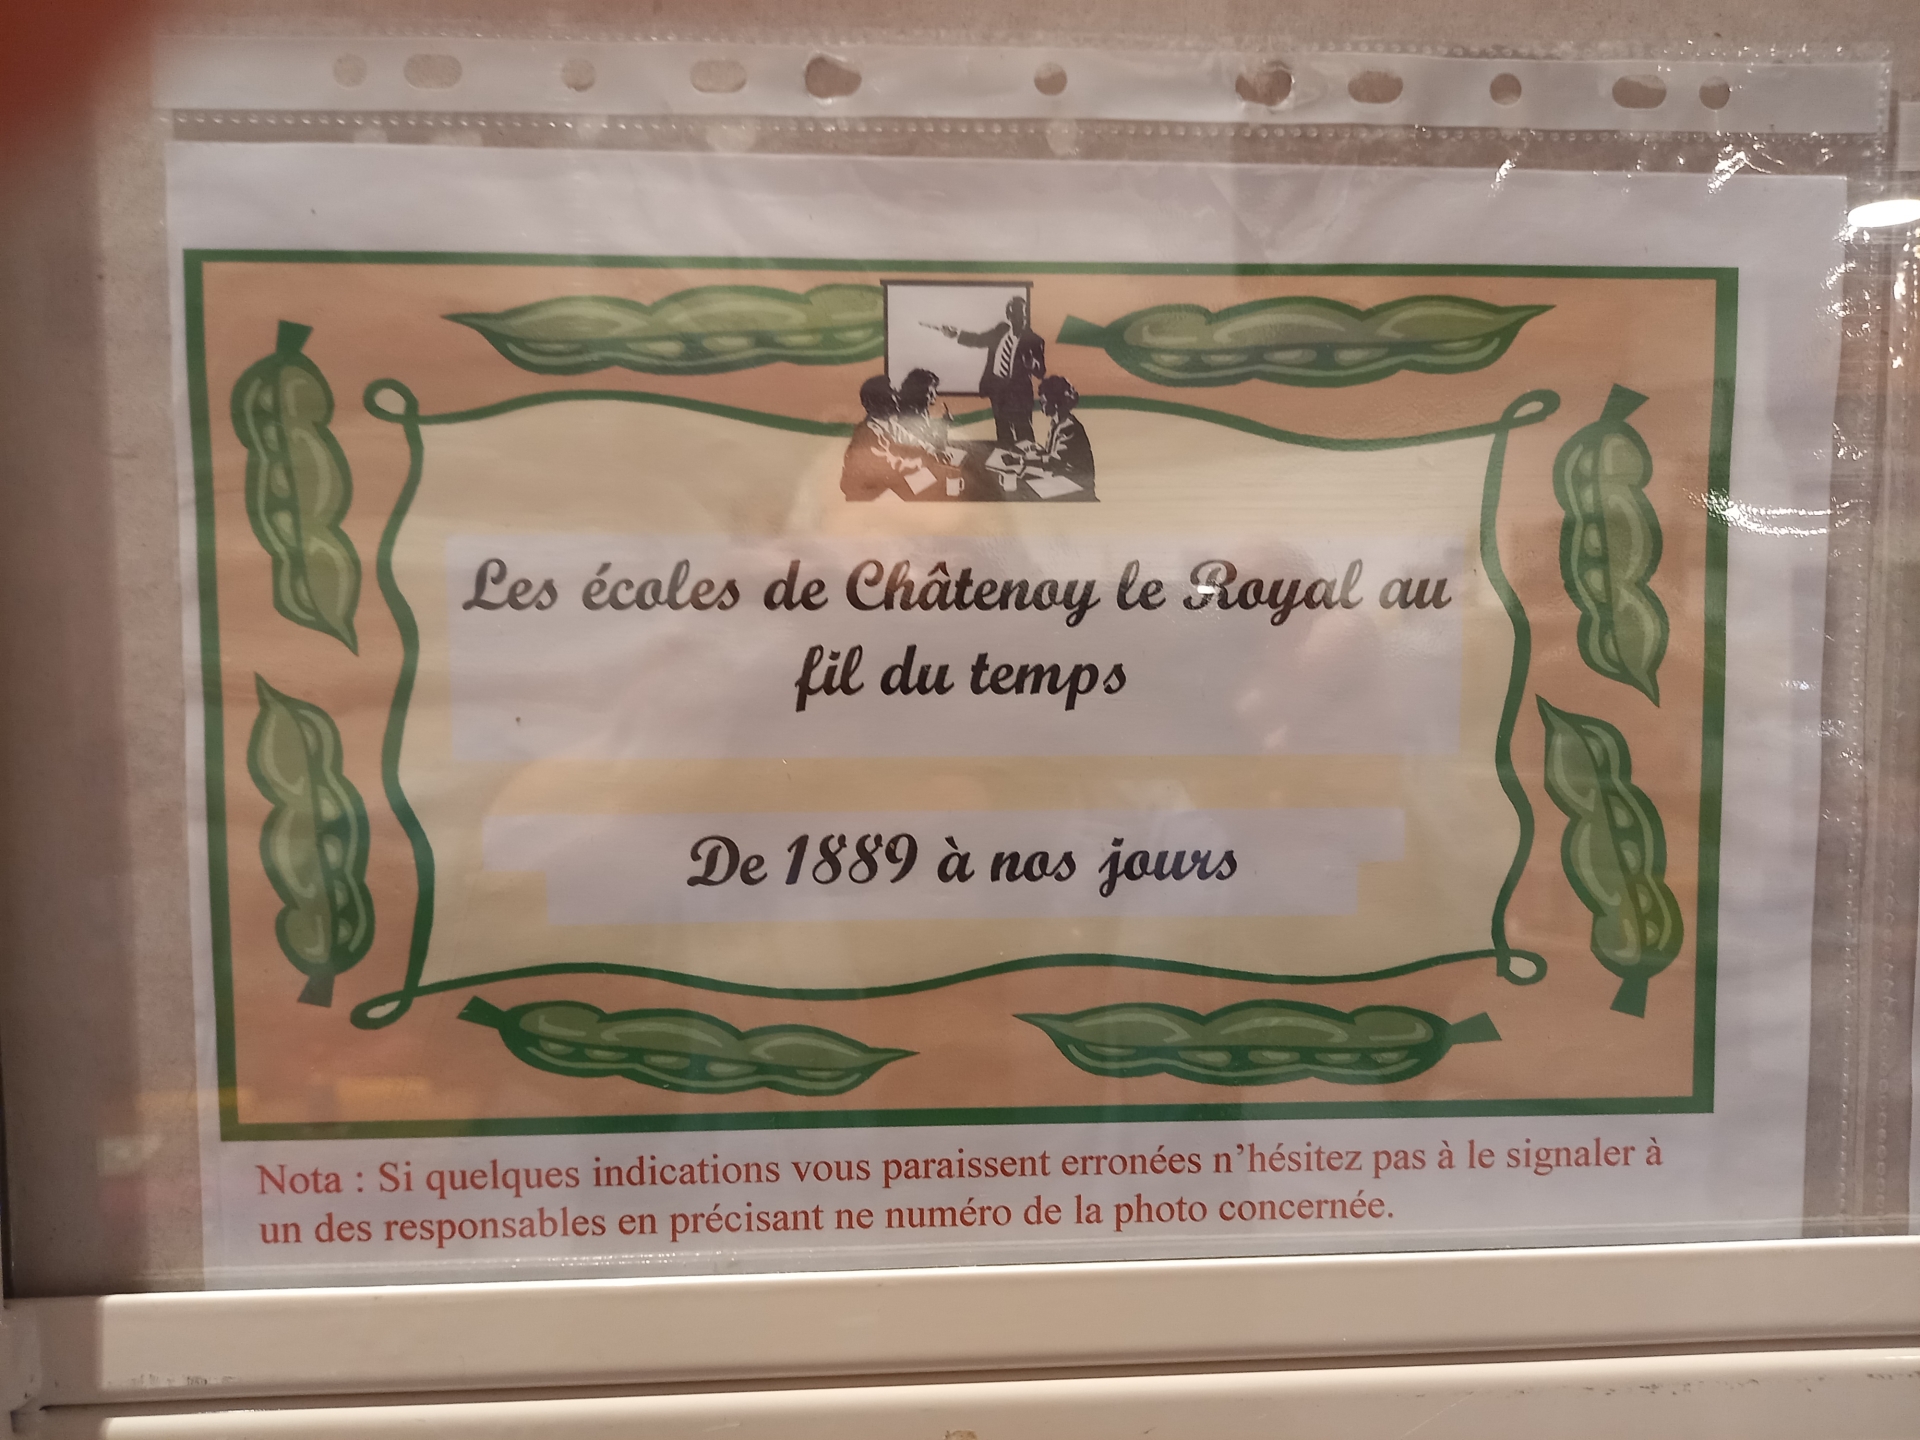 Les écoles de Châtenoy le Royal au
fil du temps
De 1889 à nos jours
Nota : Si quelques indications vous paraissent erronées n’hésitez pas à le signaler à
un des responsables en précisant ne numéro de la photo concernée.